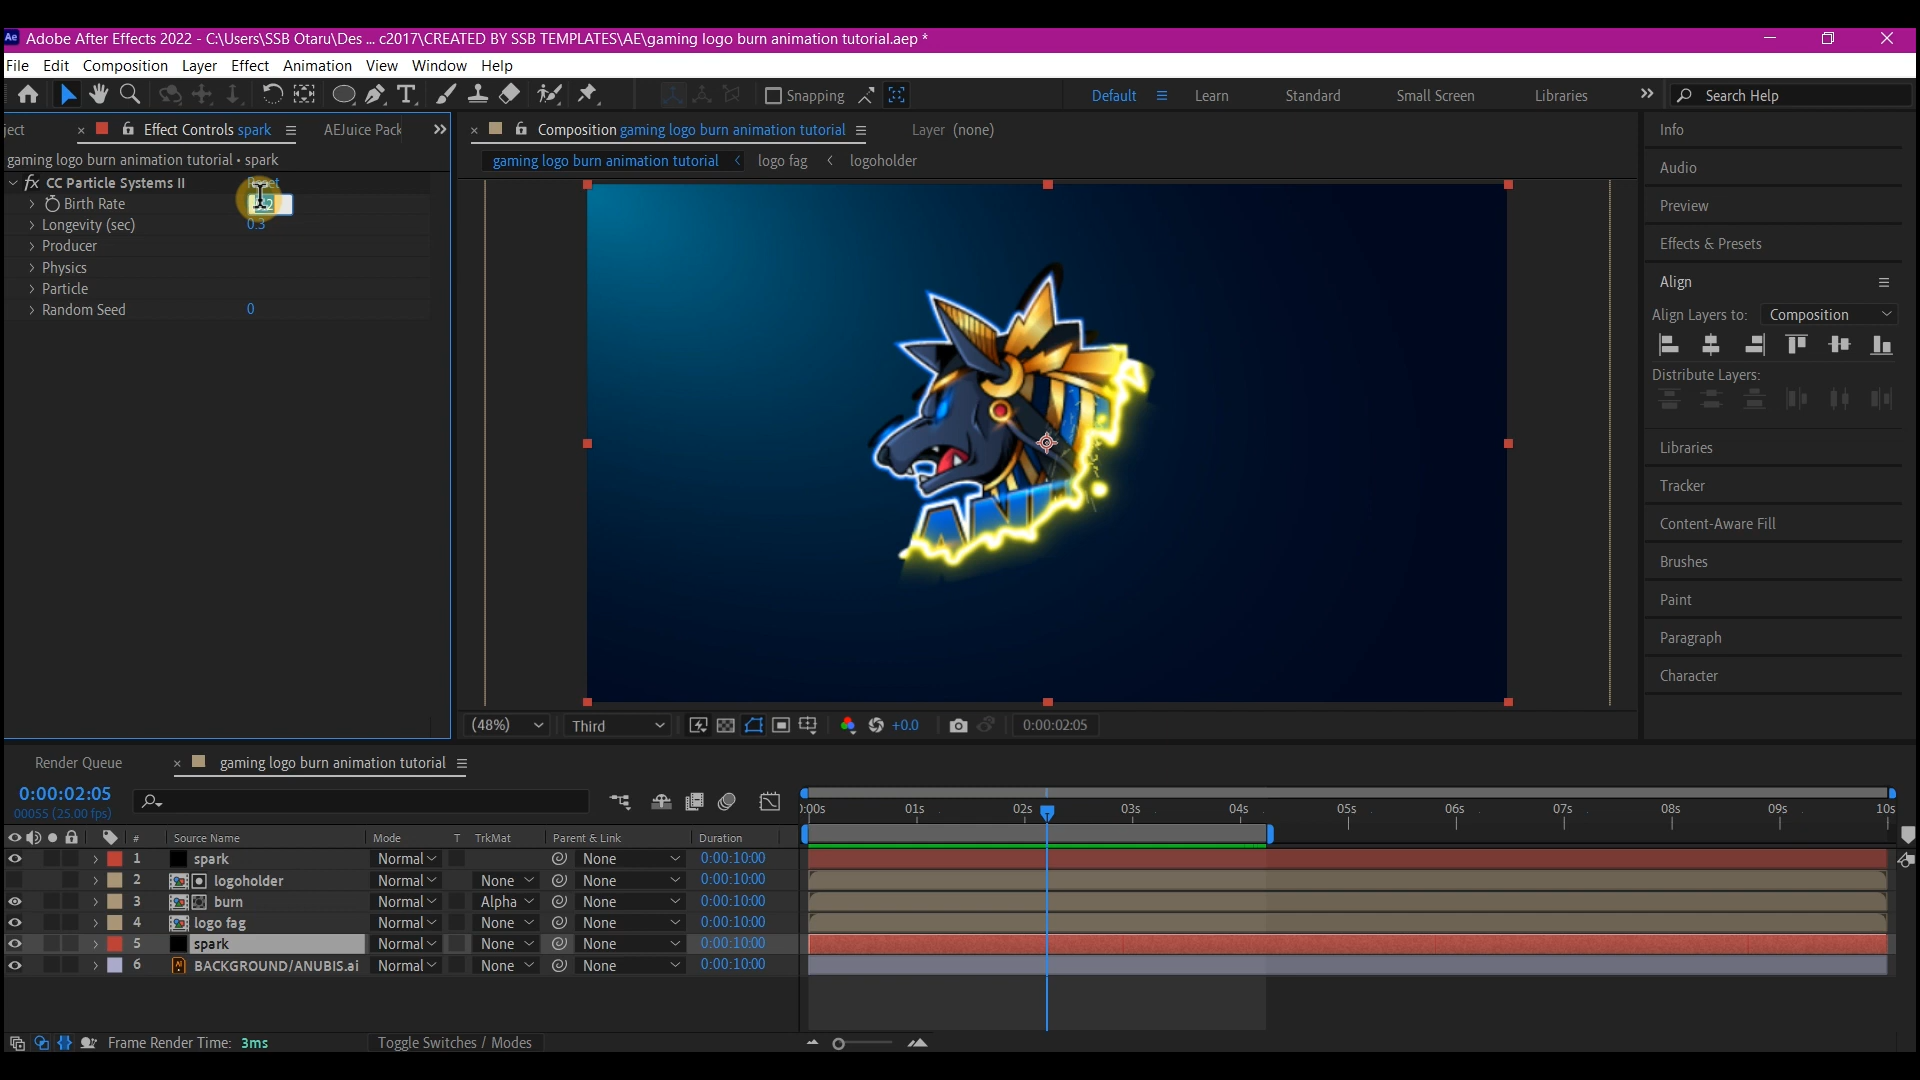 Ae Adobe After Effects 2022 - C:\Users\SSB Otaru\Des ... c2017\CREATED BY SSB TEMPLATES\AE\gaming logo burn animation tutorial.aep *
File Edit Composition Layer Effect Animation View Window Help
Snapping Default Learn Standard Small Screen Libraries Search Help
ject Effect Controls spark AEJuice Pack
gaming logo burn animation tutorial • spark
fx CC Particle Systems II Reset
Birth Rate
Longevity (sec) 0.3
Producer
Physics
Particle
Random Seed 0
Composition gaming logo burn animation tutorial Layer (none)
gaming logo burn animation tutorial logo fag logoholder
(48%) Third +0.0 0:00:02:05
Info
Audio
Preview
Effects & Presets
Align
Align Layers to: Composition
Distribute Layers:
Libraries
Tracker
Content-Aware Fill
Brushes
Paint
Paragraph
Character
Render Queue gaming logo burn animation tutorial
0:00:02:05
00055 (25.00 fps)
):00s 01s 02s 03s 04s 05s 06s 07s 08s 09s 10s
# Source Name Mode T TrkMat Parent & Link Duration
1 spark Normal None 0:00:10:00
2 logoholder Normal None None 0:00:10:00
3 burn Normal Alpha None 0:00:10:00
4 logo fag Normal None None 0:00:10:00
5 spark Normal None None 0:00:10:00
6 BACKGROUND/ANUBIS.ai Normal None None 0:00:10:00
Frame Render Time: 3ms Toggle Switches / Modes